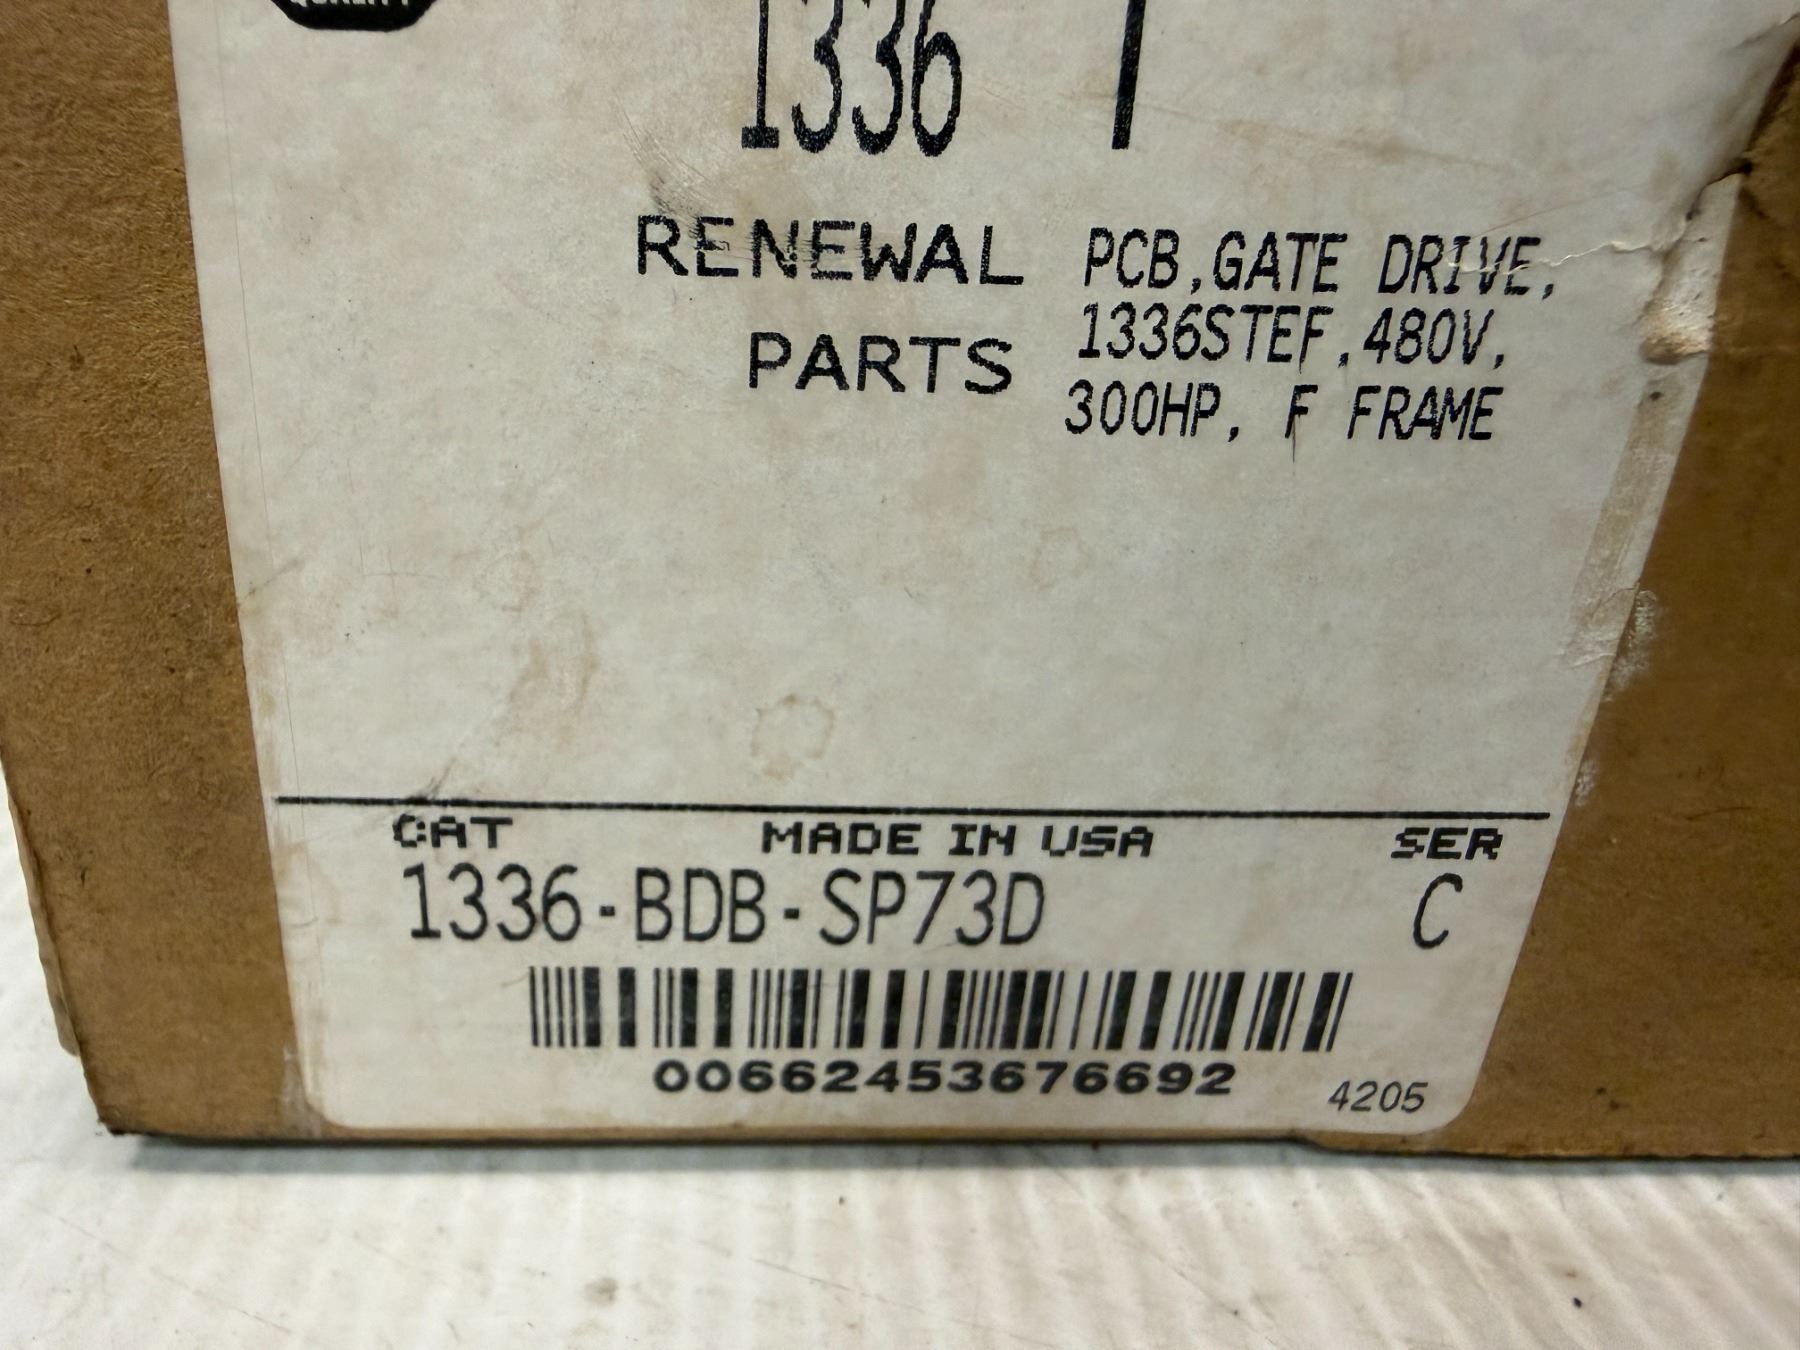 1336
RENEWAL PCB,GATE DRIVE,
1336STEF,480V,
PARTS 300HP, F FRAME
CAT MADE IN USA SER
1336-BDB-SP73D C
00662453676692 4205